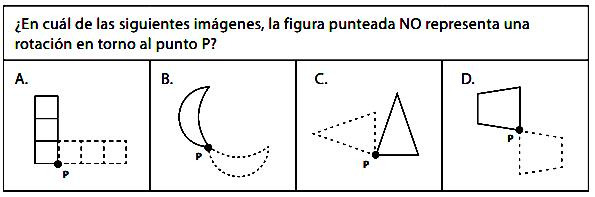 ¿En cuál de las siguientes imágenes, la figura punteada NO representa una
rotación en torno al punto P?
A.
B.
C.
D.
P
P
P
P